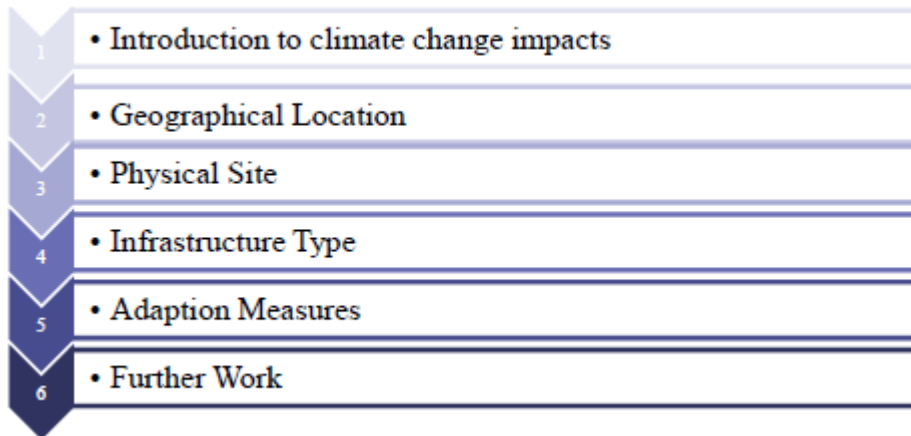 1 • Introduction to climate change impacts
2 • Geographical Location
3 • Physical Site
4 • Infrastructure Type
5 • Adaption Measures
6 • Further Work